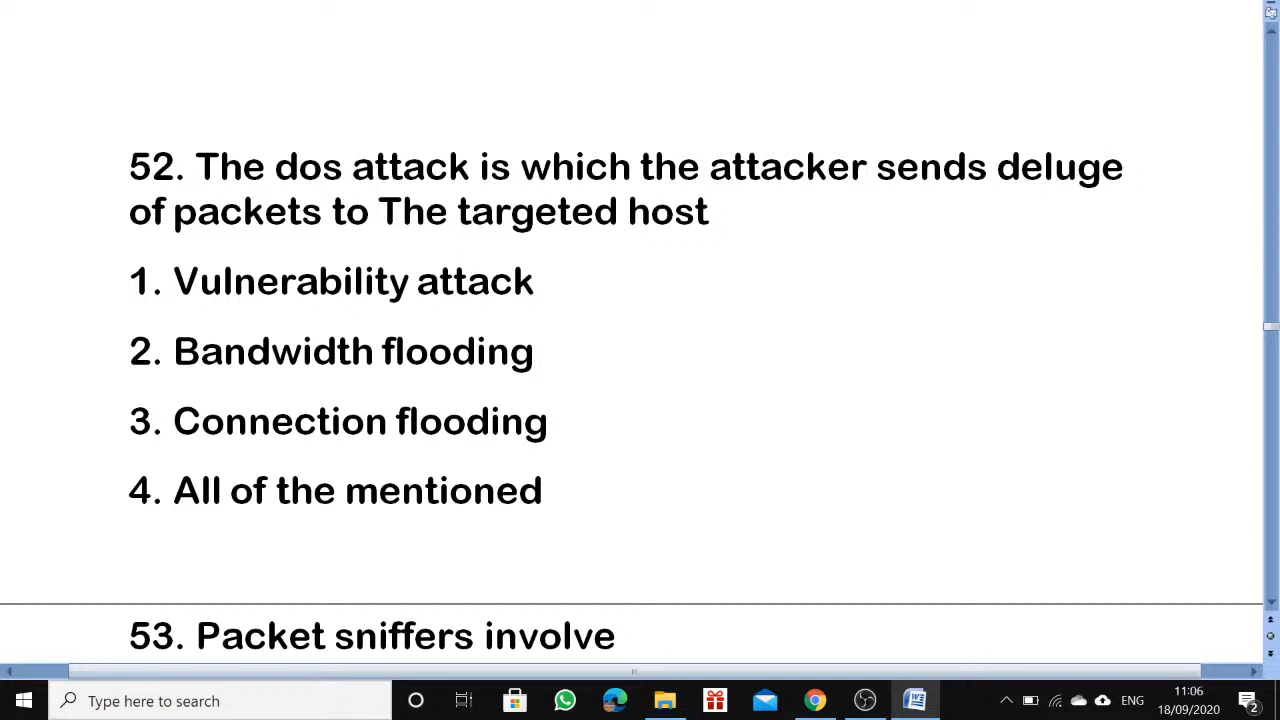 52. The dos attack is which the attacker sends deluge
of packets to The targeted host
1. Vulnerability attack
2. Bandwidth flooding
3. Connection flooding
4. All of the mentioned
53. Packet sniffers involve
Type here to search
ENG
11:06
18/09/2020
2